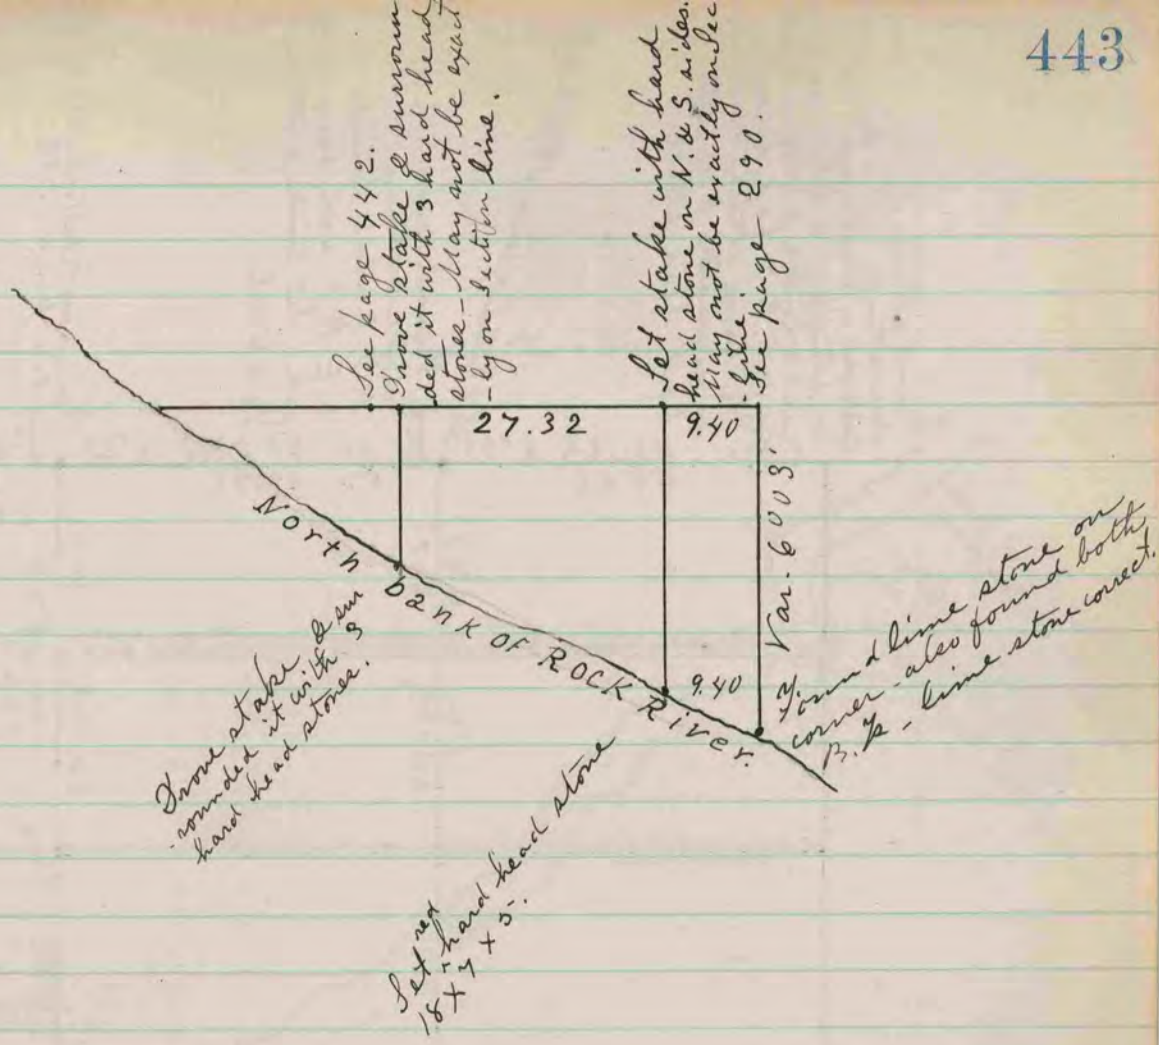 443
See page 442.
Drove stake & surroun
ded it with 3 hard head
stones - May not be exact
-ly on section line.
Set stake with hard
head stone on N. & S. sides.
May not be exactly on Sec
- line.
See page 290.
27.32
9.40
Var. 6°03'
North bank OF ROCK River.
9.40
Found lime stone on
corner - also found both
B. Ts - lime stone correct.
Drove stake & sur
-rounded it with 3
hard head stones.
Set red hard head stone
18 x 7 x 5.